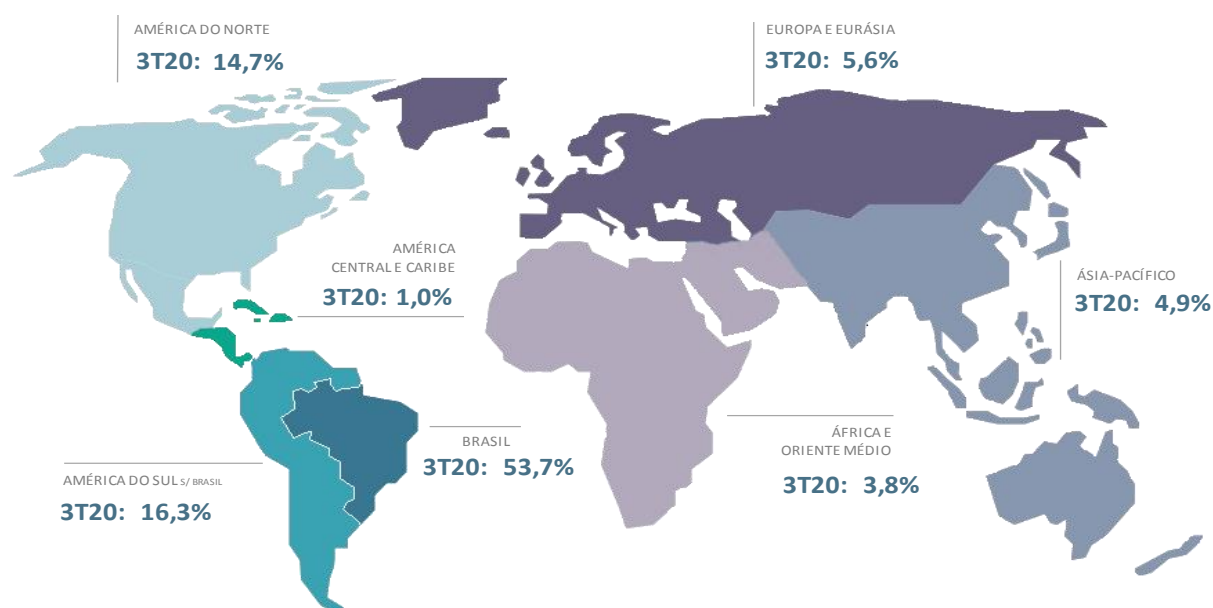 AMÉRICA DO NORTE
3T20: 14,7%
EUROPA E EURÁSIA
3T20: 5,6%
AMÉRICA
CENTRAL E CARIBE
3T20: 1,0%
ÁSIA-PACÍFICO
3T20: 4,9%
BRASIL
3T20: 53,7%
ÁFRICA E
ORIENTE MÉDIO
3T20: 3,8%
AMÉRICA DO SUL S/ BRASIL
3T20: 16,3%